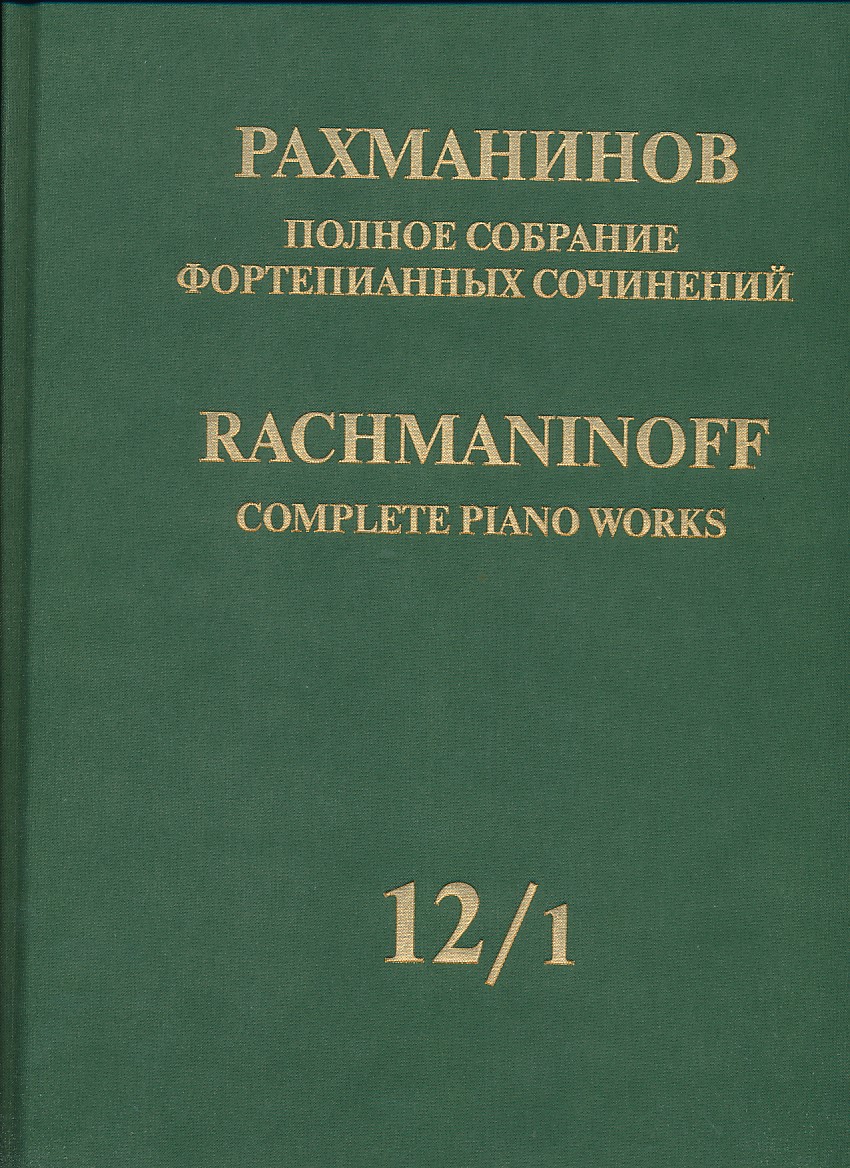 РАХМАНИНОВ
ПОЛНОЕ СОБРАНИЕ
ФОРТЕПИАННЫХ СОЧИНЕНИЙ
RACHMANINOFF
COMPLETE PIANO WORKS
12/1